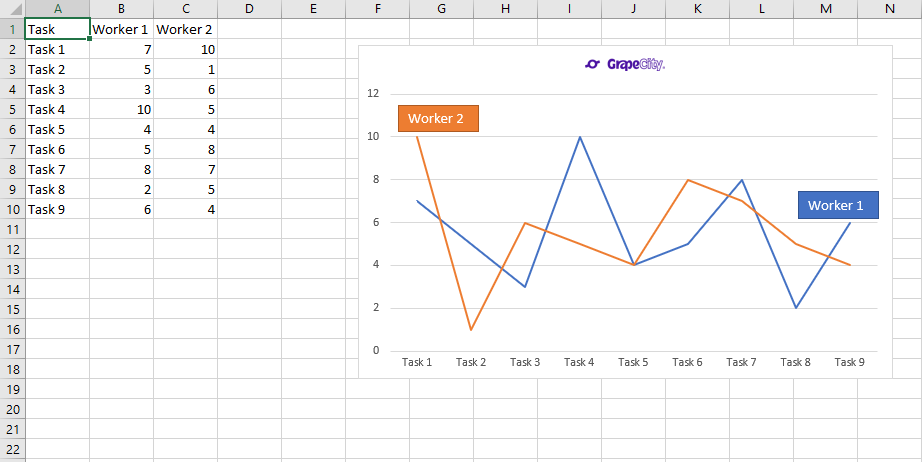 A B C D E F G H I J K L M N
1 Task Worker 1 Worker 2
2 Task 1 7 10
3 Task 2 5 1
4 Task 3 3 6
5 Task 4 10 5
6 Task 5 4 4
7 Task 6 5 8
8 Task 7 8 7
9 Task 8 2 5
10 Task 9 6 4
11
12
13
14
15
16
17
18
19
20
21
22
GrapeCity.
12
10
8
6
4
2
0
Worker 2
Worker 1
Task 1 Task 2 Task 3 Task 4 Task 5 Task 6 Task 7 Task 8 Task 9